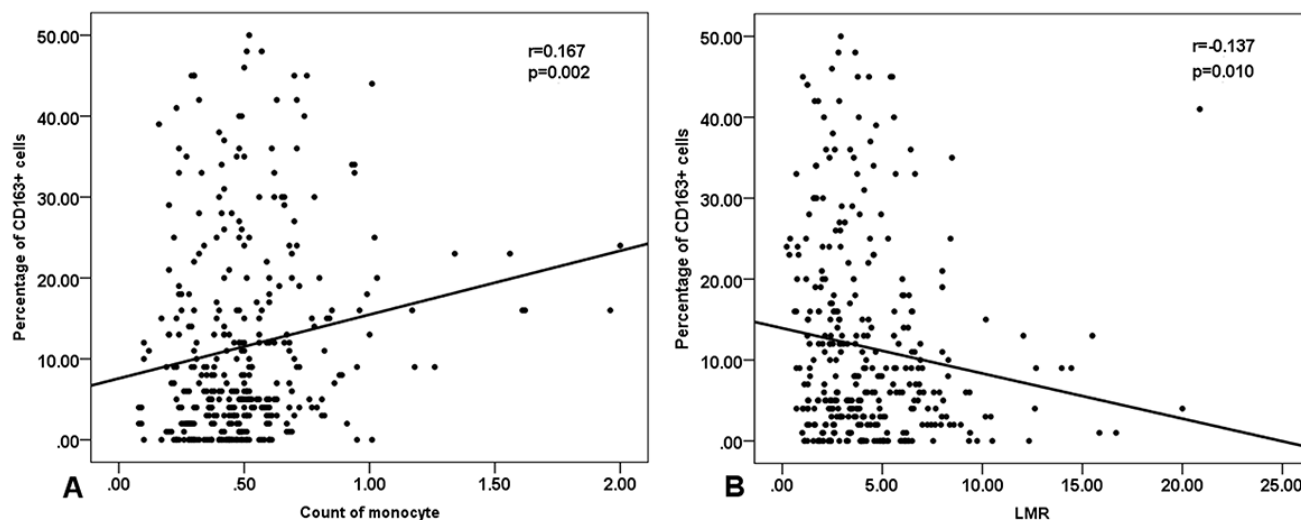 50.00
40.00
30.00
20.00
10.00
.00
Percentage of CD163+ cells
r=0.167
p=0.002
A
.00 .50 1.00 1.50 2.00
Count of monocyte
50.00
40.00
30.00
20.00
10.00
.00
Percentage of CD163+ cells
r=-0.137
p=0.010
B
.00 5.00 10.00 15.00 20.00 25.00
LMR